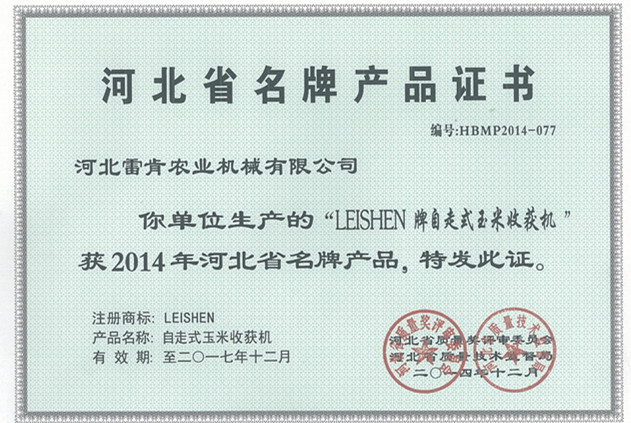 河北省名牌产品证书
编号:HBMP2014-077
河北雷肯农业机械有限公司
你单位生产的“LEISHEN 牌自走式玉米收获机”
获2014年河北省名牌产品,特发此证。
注册商标: LEISHEN
产品名称: 自走式玉米收获机
有 效 期: 至二〇一七年十二月
河北省质量奖评审委员会
河北省质量技术监督局
二〇一四年十二月